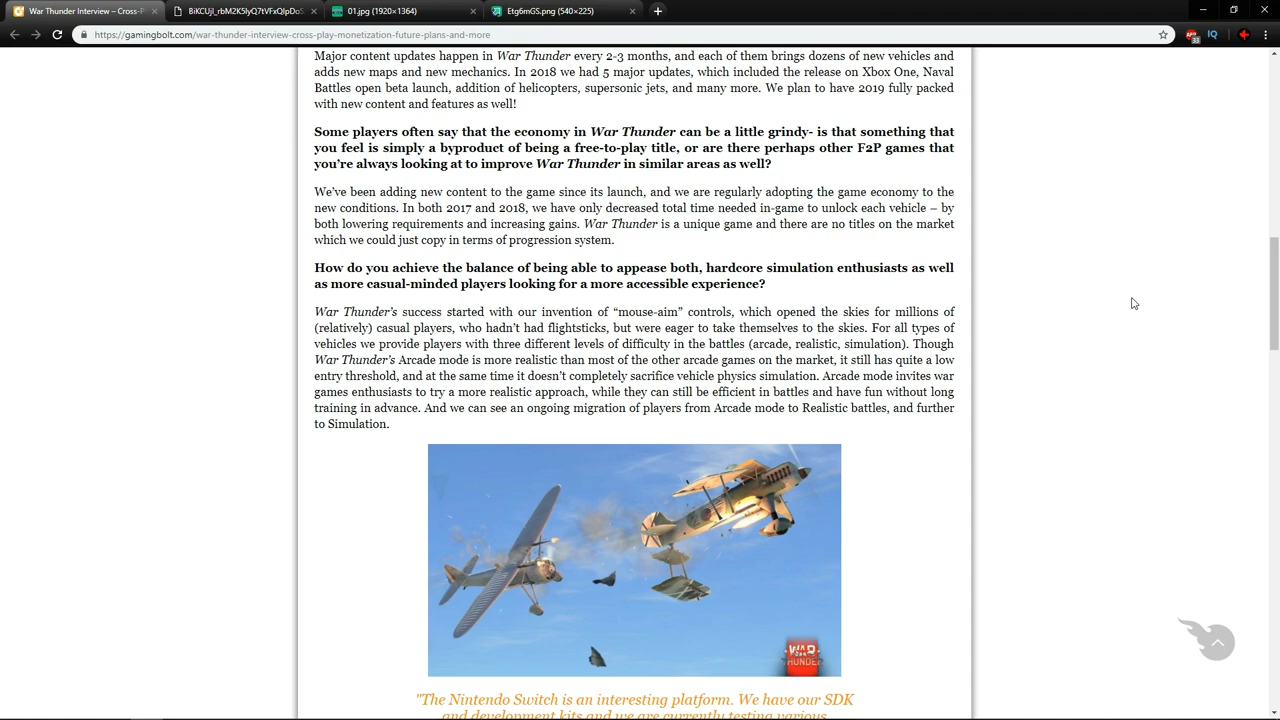 War Thunder Interview – Cross-P
BiKCUjl_rbM2K5lyQ7tVFxQlpDoS
01.jpg (1920×1364)
Etg6mGS.png (540×225)
https://gamingbolt.com/war-thunder-interview-cross-play-monetization-future-plans-and-more
33
IQ
Major content updates happen in War Thunder every 2-3 months, and each of them brings dozens of new vehicles and
adds new maps and new mechanics. In 2018 we had 5 major updates, which included the release on Xbox One, Naval
Battles open beta launch, addition of helicopters, supersonic jets, and many more. We plan to have 2019 fully packed
with new content and features as well!
Some players often say that the economy in War Thunder can be a little grindy- is that something that
you feel is simply a byproduct of being a free-to-play title, or are there perhaps other F2P games that
you’re always looking at to improve War Thunder in similar areas as well?
We’ve been adding new content to the game since its launch, and we are regularly adopting the game economy to the
new conditions. In both 2017 and 2018, we have only decreased total time needed in-game to unlock each vehicle – by
both lowering requirements and increasing gains. War Thunder is a unique game and there are no titles on the market
which we could just copy in terms of progression system.
How do you achieve the balance of being able to appease both, hardcore simulation enthusiasts as well
as more casual-minded players looking for a more accessible experience?
War Thunder’s success started with our invention of “mouse-aim” controls, which opened the skies for millions of
(relatively) casual players, who hadn’t had flightsticks, but were eager to take themselves to the skies. For all types of
vehicles we provide players with three different levels of difficulty in the battles (arcade, realistic, simulation). Though
War Thunder’s Arcade mode is more realistic than most of the other arcade games on the market, it still has quite a low
entry threshold, and at the same time it doesn’t completely sacrifice vehicle physics simulation. Arcade mode invites war
games enthusiasts to try a more realistic approach, while they can still be efficient in battles and have fun without long
training in advance. And we can see an ongoing migration of players from Arcade mode to Realistic battles, and further
to Simulation.
WAR
THUNDER
"The Nintendo Switch is an interesting platform. We have our SDK
and development kits and we are currently testing various